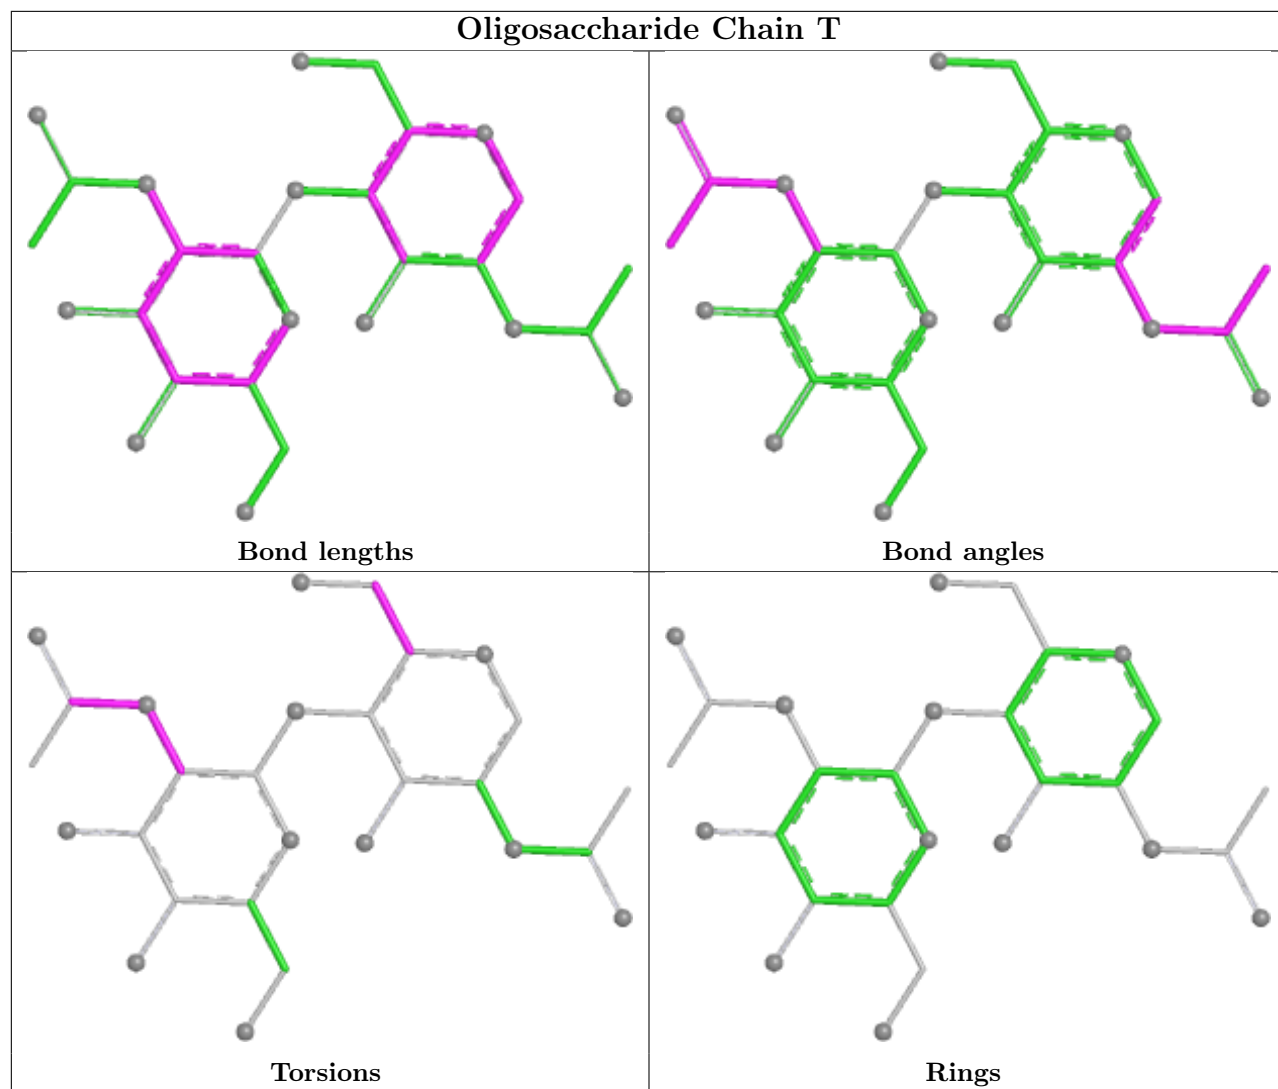 Oligosaccharide Chain T
Bond lengths
Bond angles
Torsions
Rings